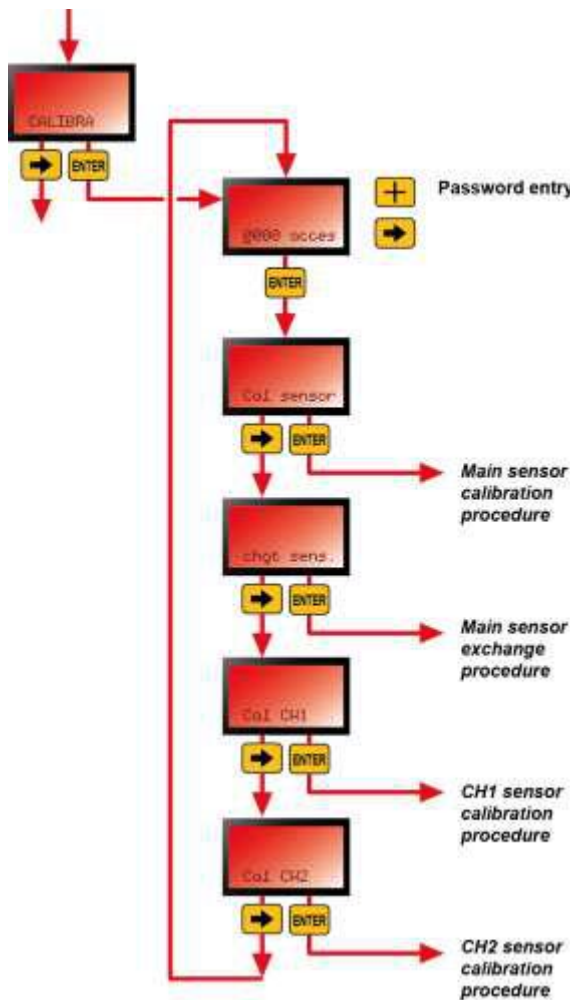 CALIBRA
ENTER
+ Password entry
0000 acces
ENTER
Cal sensor
ENTER
Main sensor
calibration
procedure
chgt sens.
ENTER
Main sensor
exchange
procedure
Cal CH1
ENTER
CH1 sensor
calibration
procedure
Cal CH2
ENTER
CH2 sensor
calibration
procedure